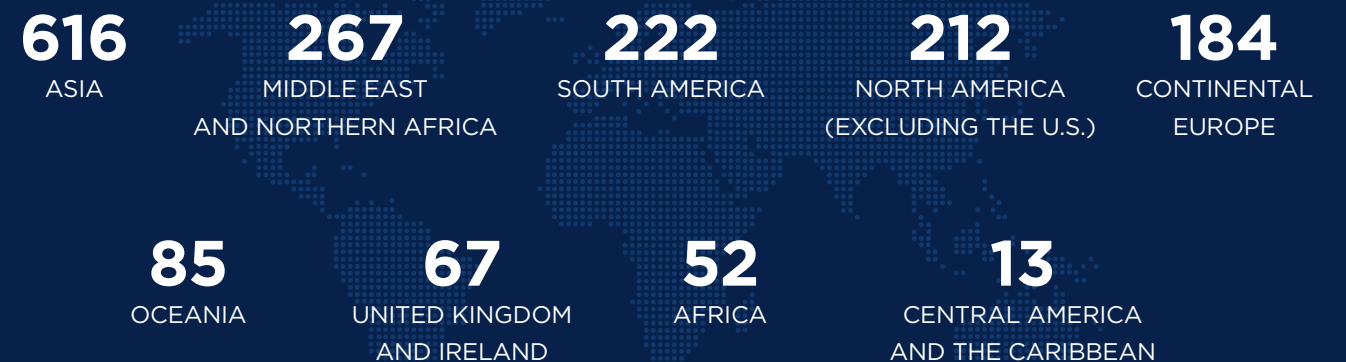 616
ASIA
267
MIDDLE EAST
AND NORTHERN AFRICA
222
SOUTH AMERICA
212
NORTH AMERICA
(EXCLUDING THE U.S.)
184
CONTINENTAL
EUROPE
85
OCEANIA
67
UNITED KINGDOM
AND IRELAND
52
AFRICA
13
CENTRAL AMERICA
AND THE CARIBBEAN